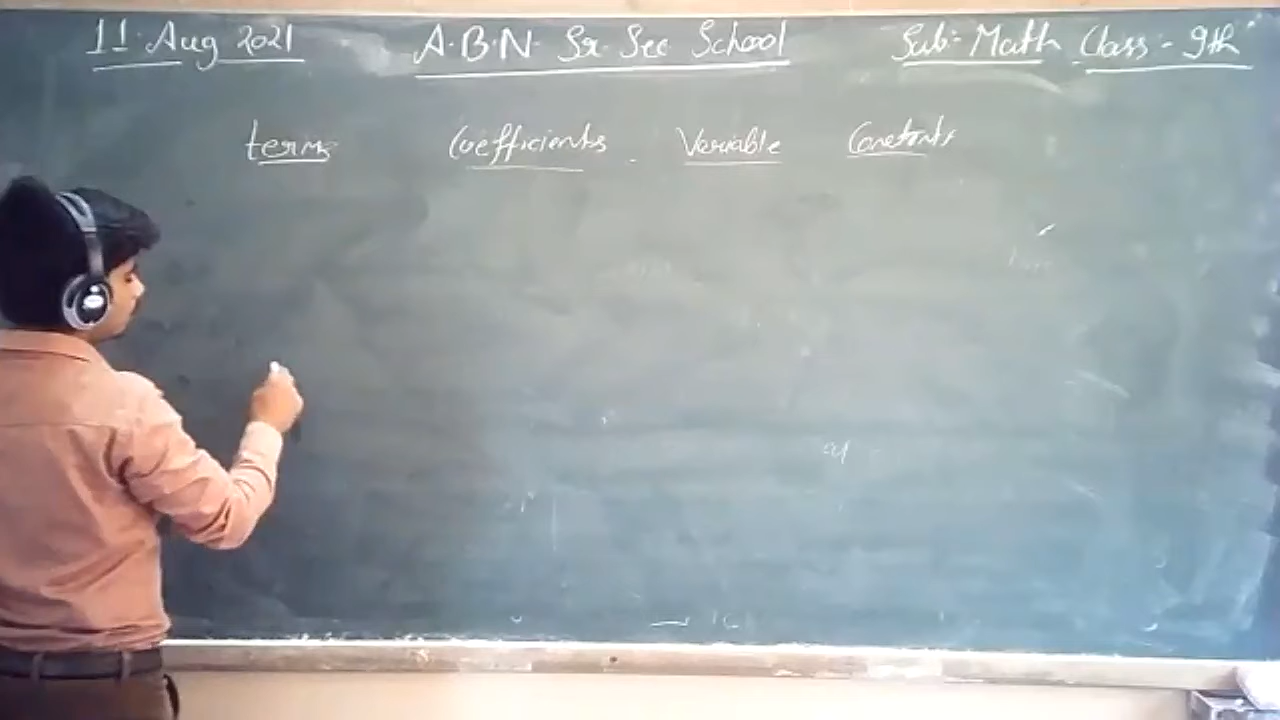 11 Aug 2021 A.B.N. Sr. Sec School Sub- Math Class - 9th
terms Coefficients Variable Constants